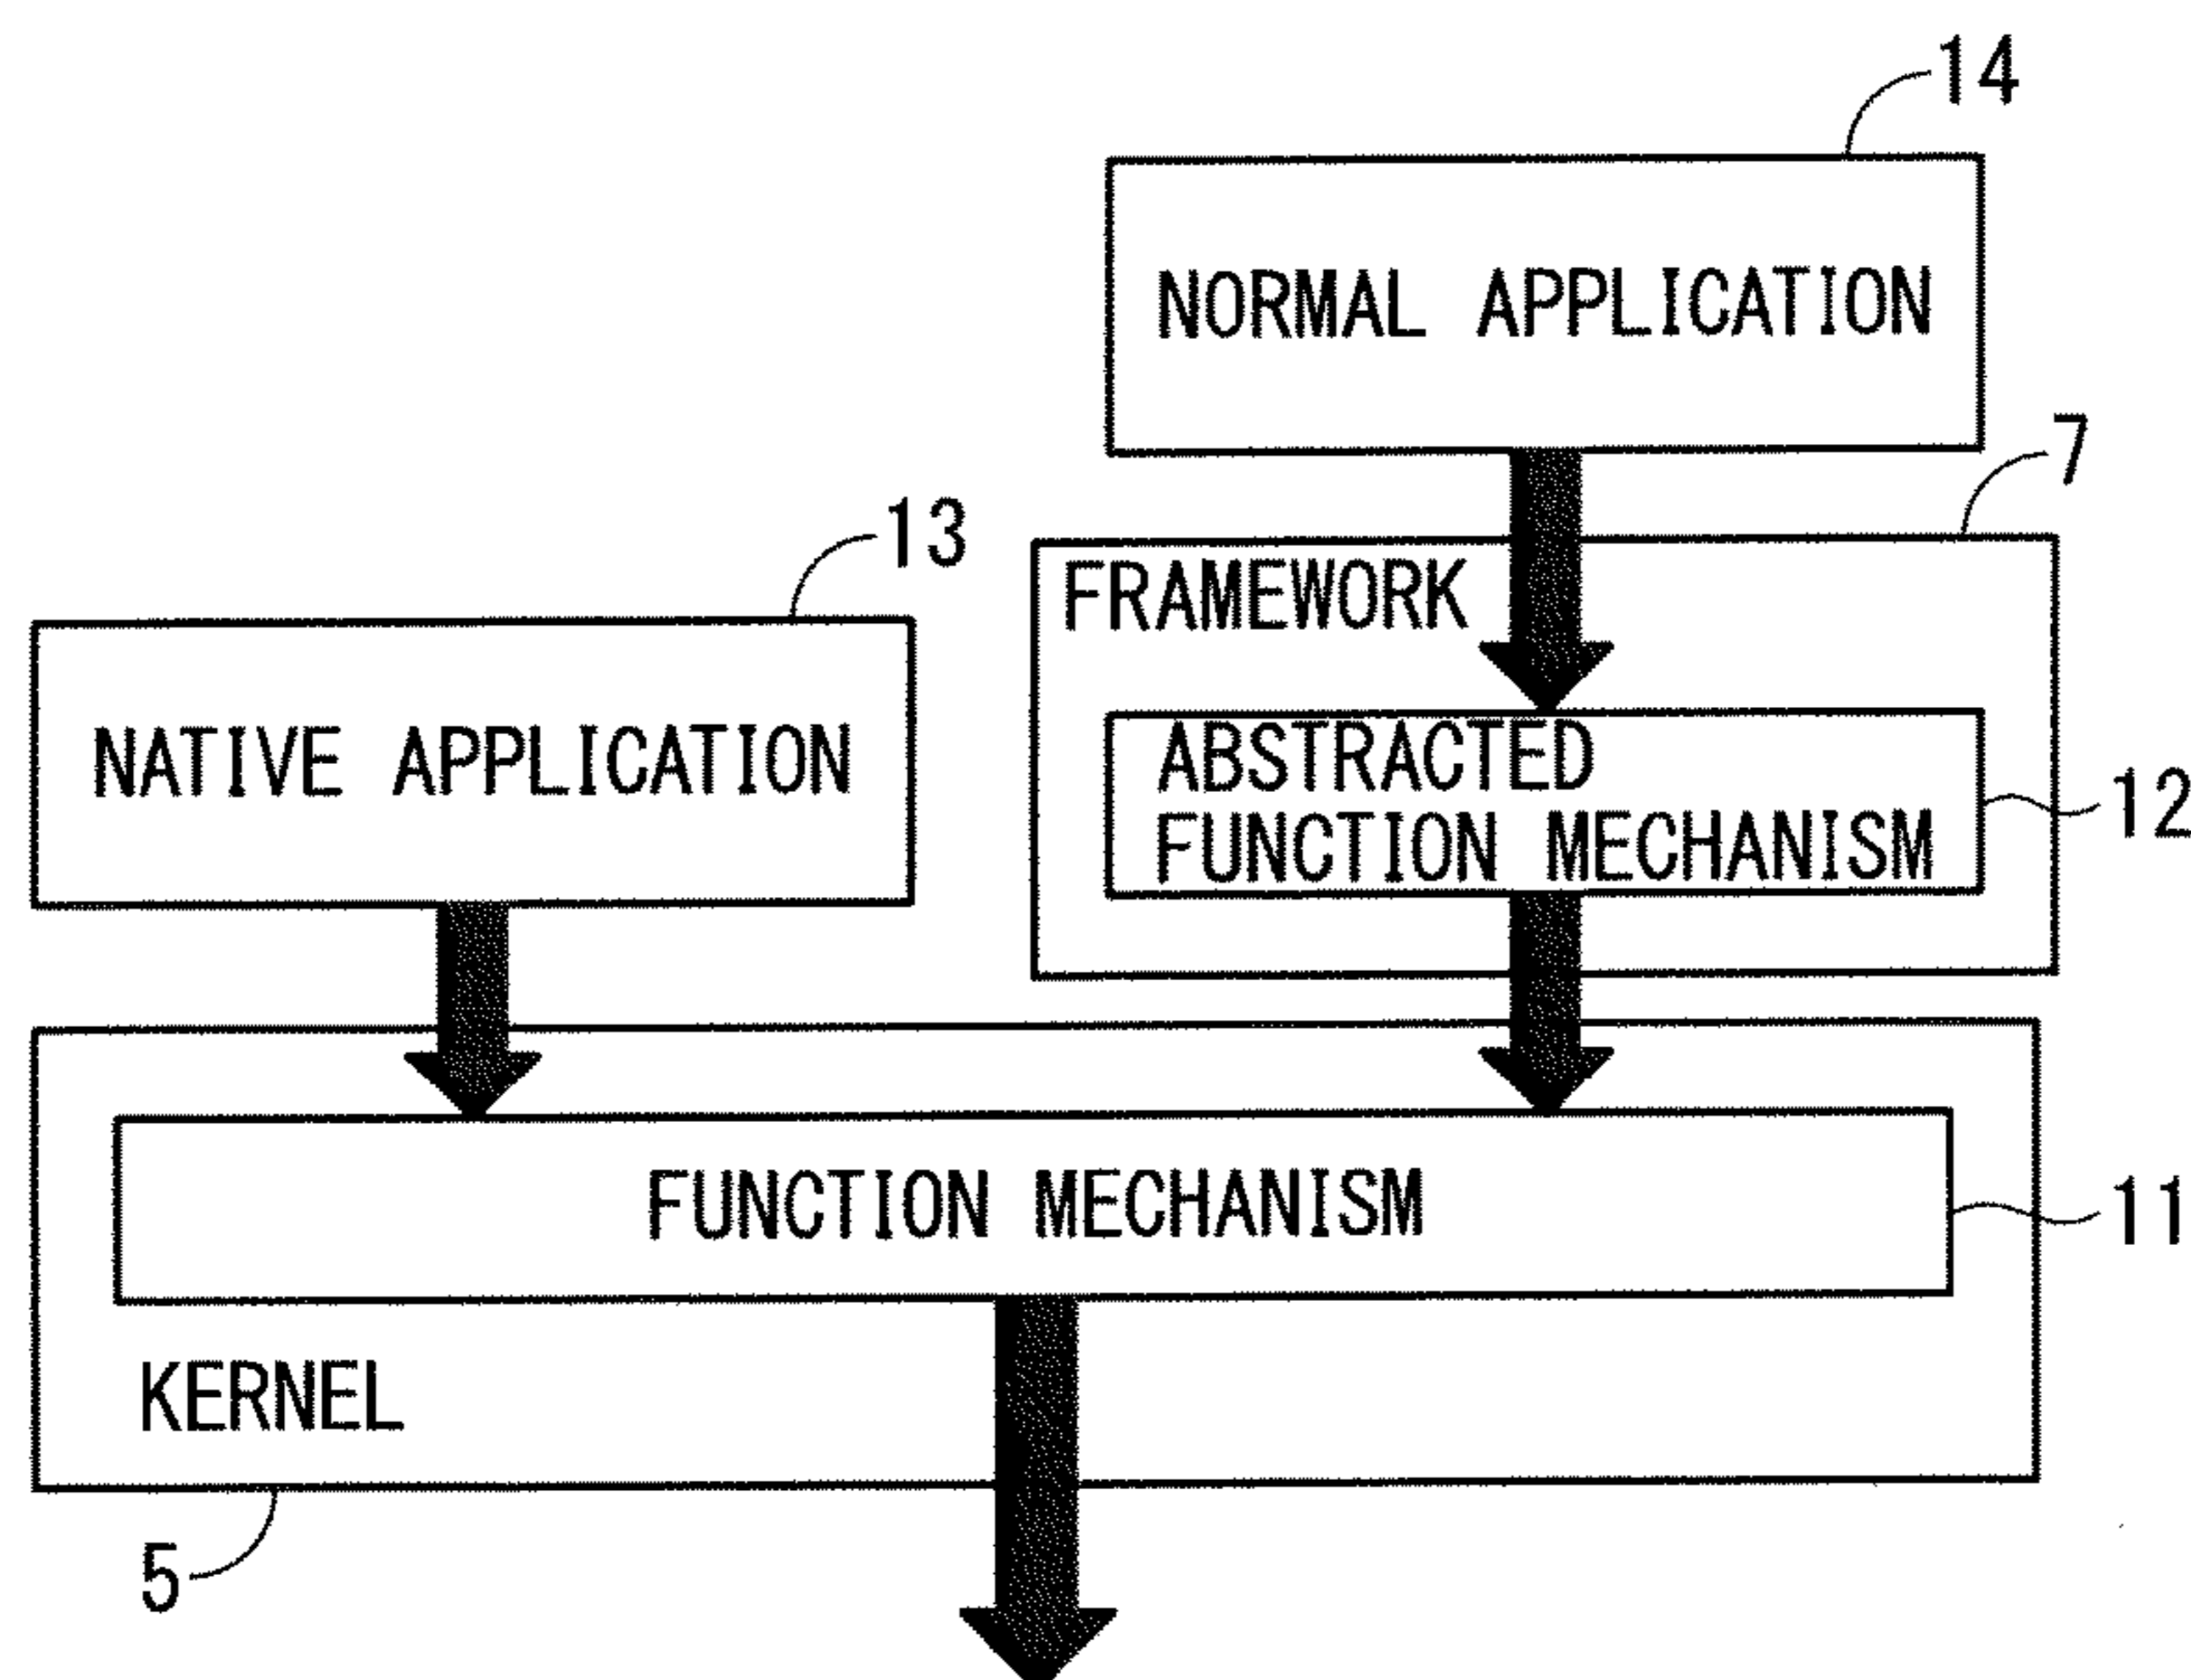 14
NORMAL APPLICATION
7
13
FRAMEWORK
NATIVE APPLICATION
ABSTRACTED
FUNCTION MECHANISM
12
FUNCTION MECHANISM
11
KERNEL
5